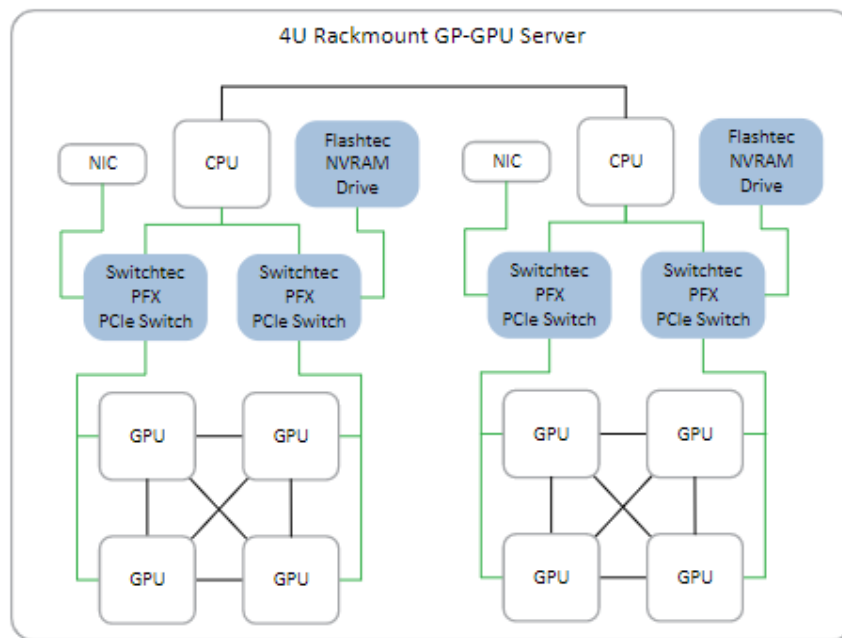 4U Rackmount GP-GPU Server
NIC
CPU
Flashtec
NVRAM
Drive
NIC
CPU
Flashtec
NVRAM
Drive
Switchtec
PFX
PCIe Switch
Switchtec
PFX
PCIe Switch
Switchtec
PFX
PCIe Switch
Switchtec
PFX
PCIe Switch
GPU
GPU
GPU
GPU
GPU
GPU
GPU
GPU